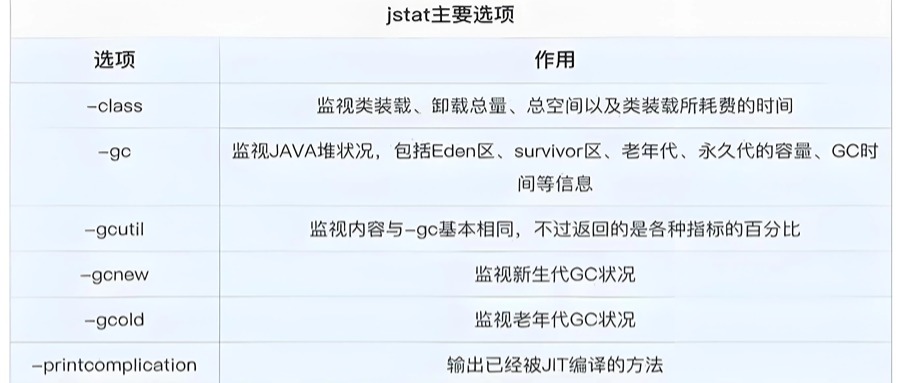 jstat主要选项
选项 作用
–class 监视类装载、卸载总量、总空间以及类装载所耗费的时间
–gc 监视JAVA堆状况，包括Eden区、survivor区、老年代、永久代的容量、GC时
间等信息
–gcutil 监视内容与–gc基本相同，不过返回的是各种指标的百分比
–gcnew 监视新生代GC状况
–gcold 监视老年代GC状况
–printcomplication 输出已经被JIT编译的方法